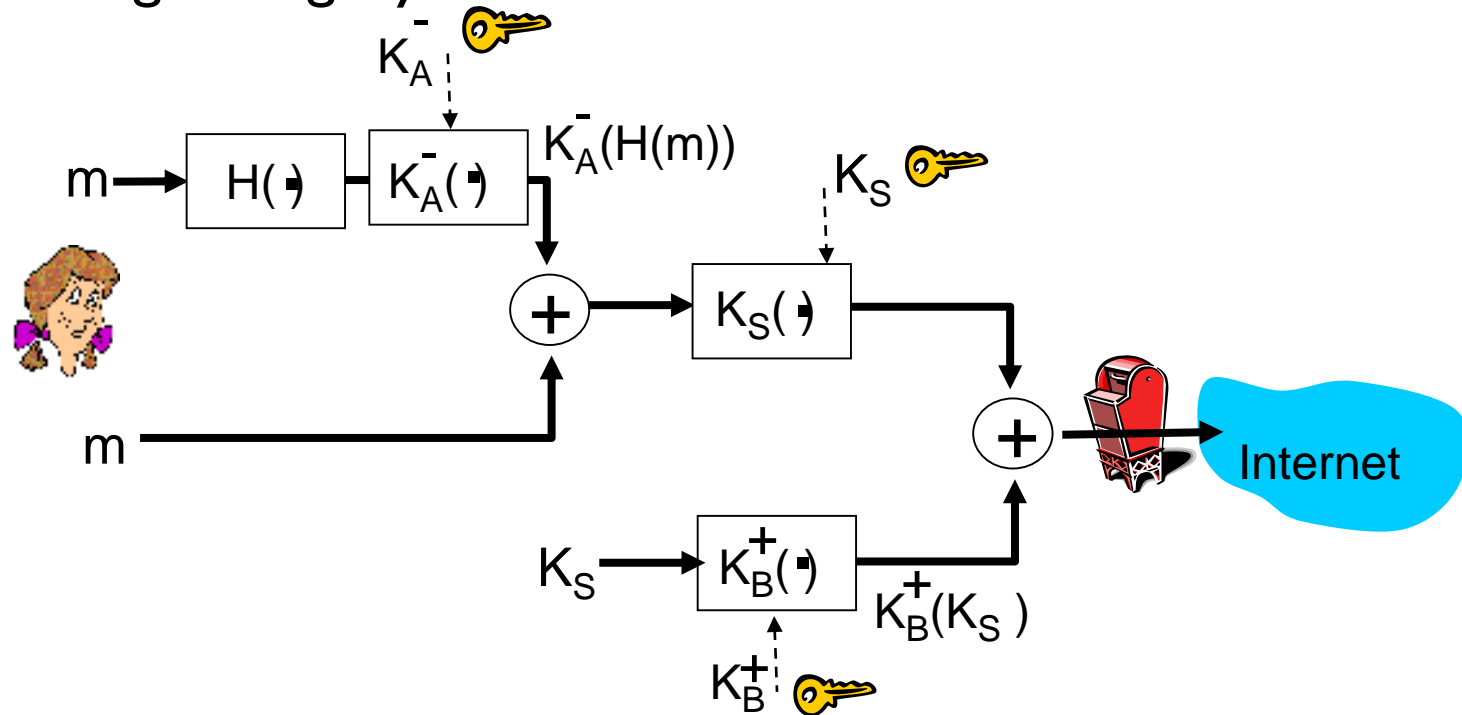 K_A^-
m H(·) K_A^-(·) K_A^-(H(m))
K_S
+ K_S(·)
m
+ Internet
K_S K_B^+(·) K_B^+(K_S )
K_B^+